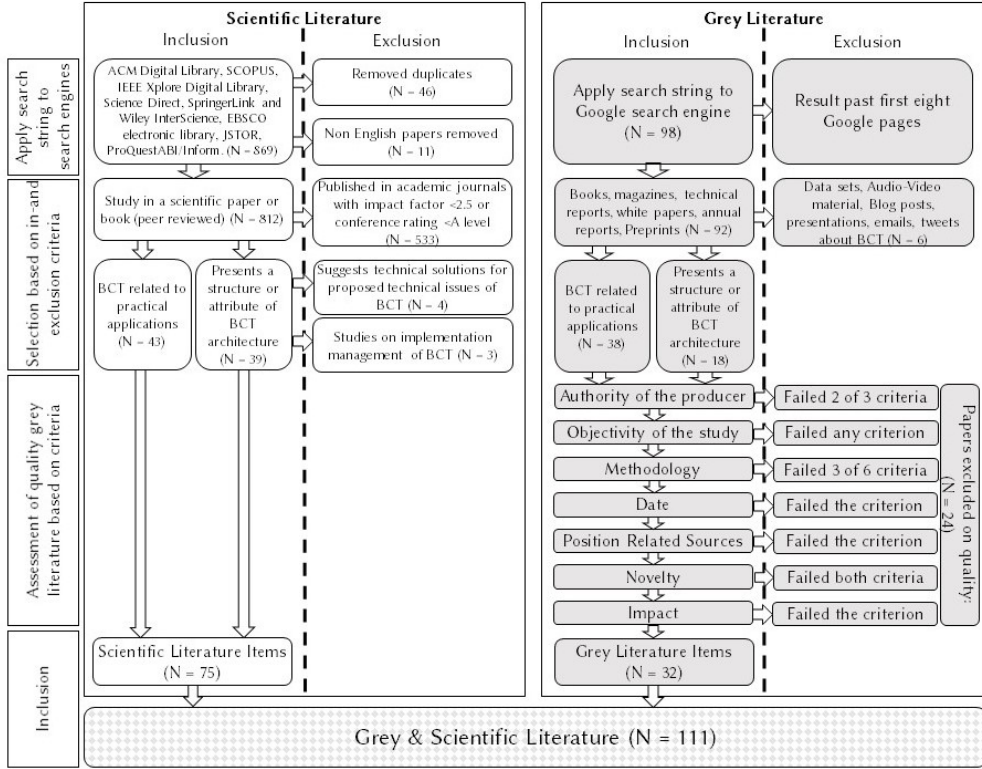 Scientific Literature
Inclusion
Exclusion
Apply search
string to
search engines
ACM Digital Library, SCOPUS,
IEEE Xplore Digital Library,
Science Direct, SpringerLink and
Wiley InterScience, EBSCO
electronic library, JSTOR,
ProQuestABI/Inform. (N – 869)
Removed duplicates
(N – 46)
Non English papers removed
(N – 11)
Selection based on in-and
exclusion criteria
Study in a scientific paper or
book (peer reviewed) (N – 812)
Published in academic journals
with impact factor <2.5 or
conference rating <A level
(N – 533)
BCT related to
practical
applications
(N – 43)
Presents a
structure or
attribute of
BCT
architecture
(N – 39)
Suggests technical solutions for
proposed technical issues of
BCT (N – 4)
Studies on implementation
management of BCT (N – 3)
Assessment of quality grey
literature based on criteria
Inclusion
Scientific Literature Items
(N = 75)
Grey Literature
Inclusion
Exclusion
Apply search string to
Google search engine
(N = 98)
Result past first eight
Google pages
Books, magazines, technical
reports, white papers, annual
reports, Preprints (N – 92)
Data sets, Audio-Video
material, Blog posts,
presentations, emails, tweets
about BCT (N – 6)
BCT related
to practical
applications
(N – 38)
Presents a
structure or
attribute of
BCT
architecture
(N – 18)
Authority of the producer
Failed 2 of 3 criteria
Objectivity of the study
Failed any criterion
Methodology
Failed 3 of 6 criteria
Date
Failed the criterion
Position Related Sources
Failed the criterion
Novelty
Failed both criteria
Impact
Failed the criterion
Papers excluded on quality:
(N = 24)
Grey Literature Items
(N = 32)
Grey & Scientific Literature (N = 111)